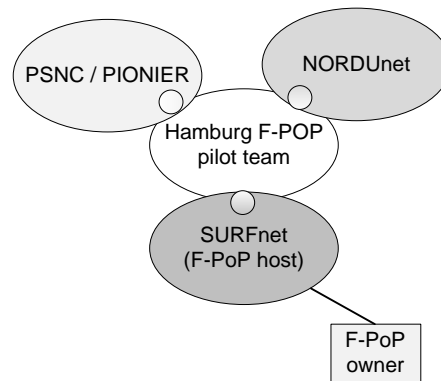 PSNC / PIONIER
NORDUnet
Hamburg F-POP
pilot team
SURFnet
(F-PoP host)
F-PoP
owner